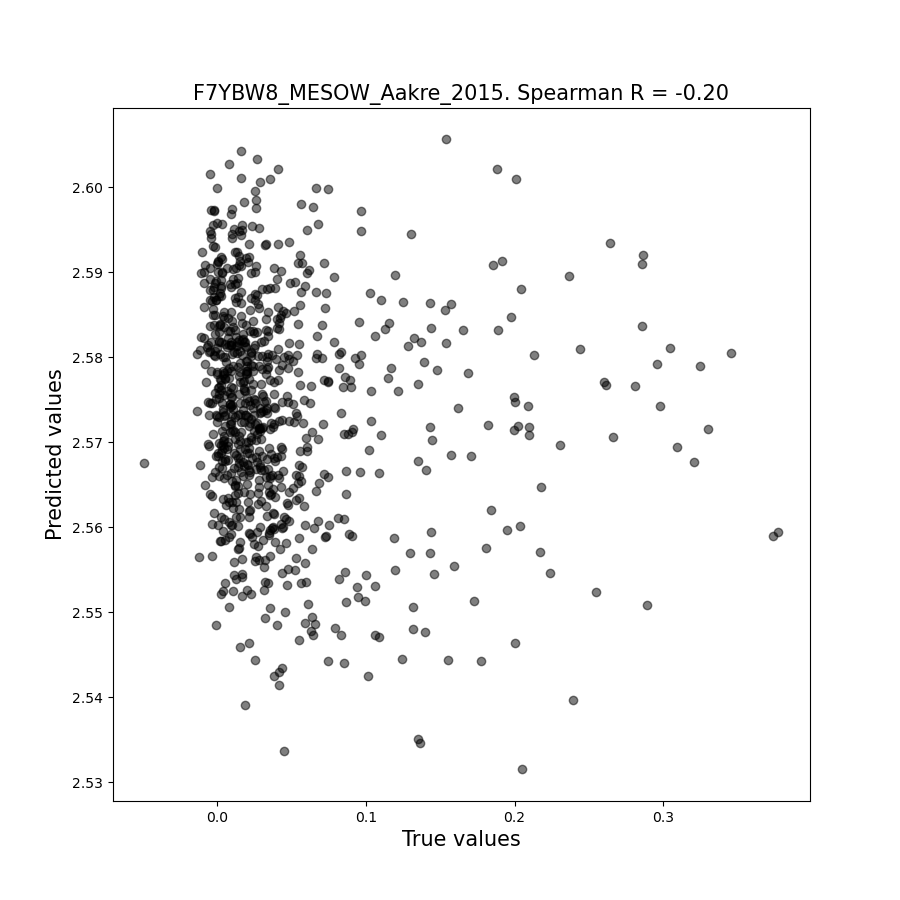 F7YBW8_MESOW_Aakre_2015. Spearman R = -0.20
2.60
2.59
2.58
2.57
2.56
2.55
2.54
2.53
Predicted values
0.0 0.1 0.2 0.3
True values